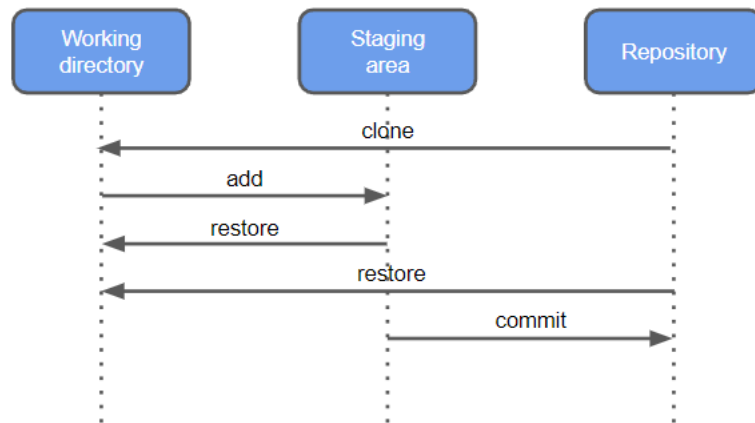 Working
directory
Staging
area
Repository
clone
add
restore
restore
commit